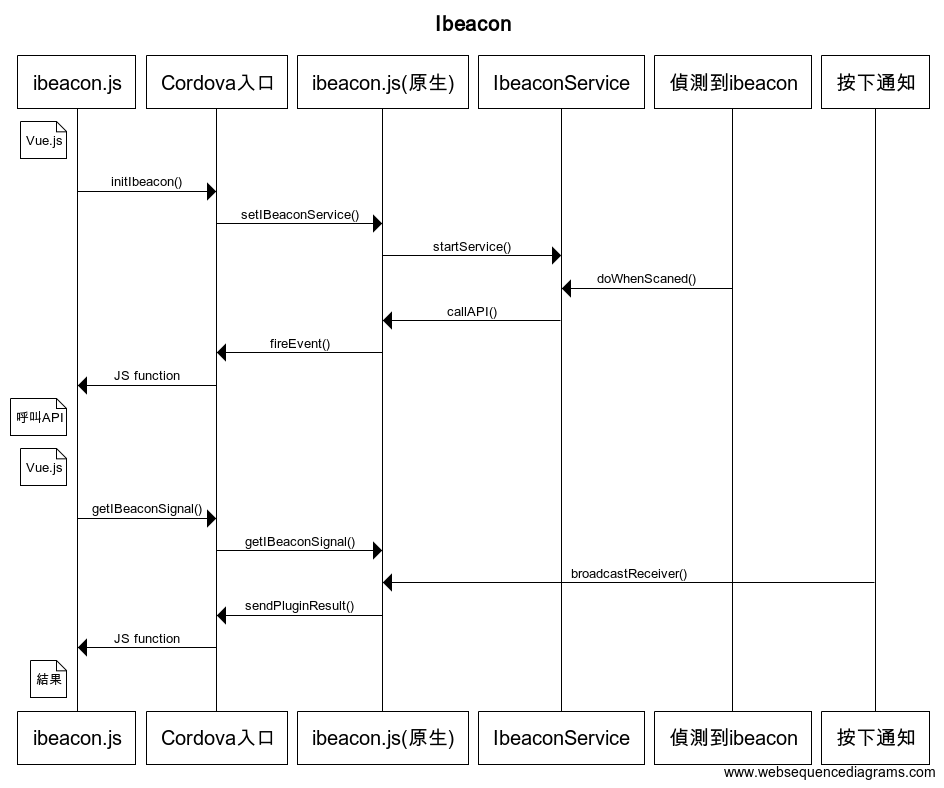 Ibeacon
ibeacon.js
Cordova入口
ibeacon.js(原生)
IbeaconService
偵測到ibeacon
按下通知
Vue.js
initIbeacon()
setIBeaconService()
startService()
doWhenScaned()
callAPI()
fireEvent()
JS function
呼叫API
Vue.js
getIBeaconSignal()
getIBeaconSignal()
broadcastReceiver()
sendPluginResult()
JS function
結果
ibeacon.js
Cordova入口
ibeacon.js(原生)
IbeaconService
偵測到ibeacon
按下通知
www.websequencediagrams.com